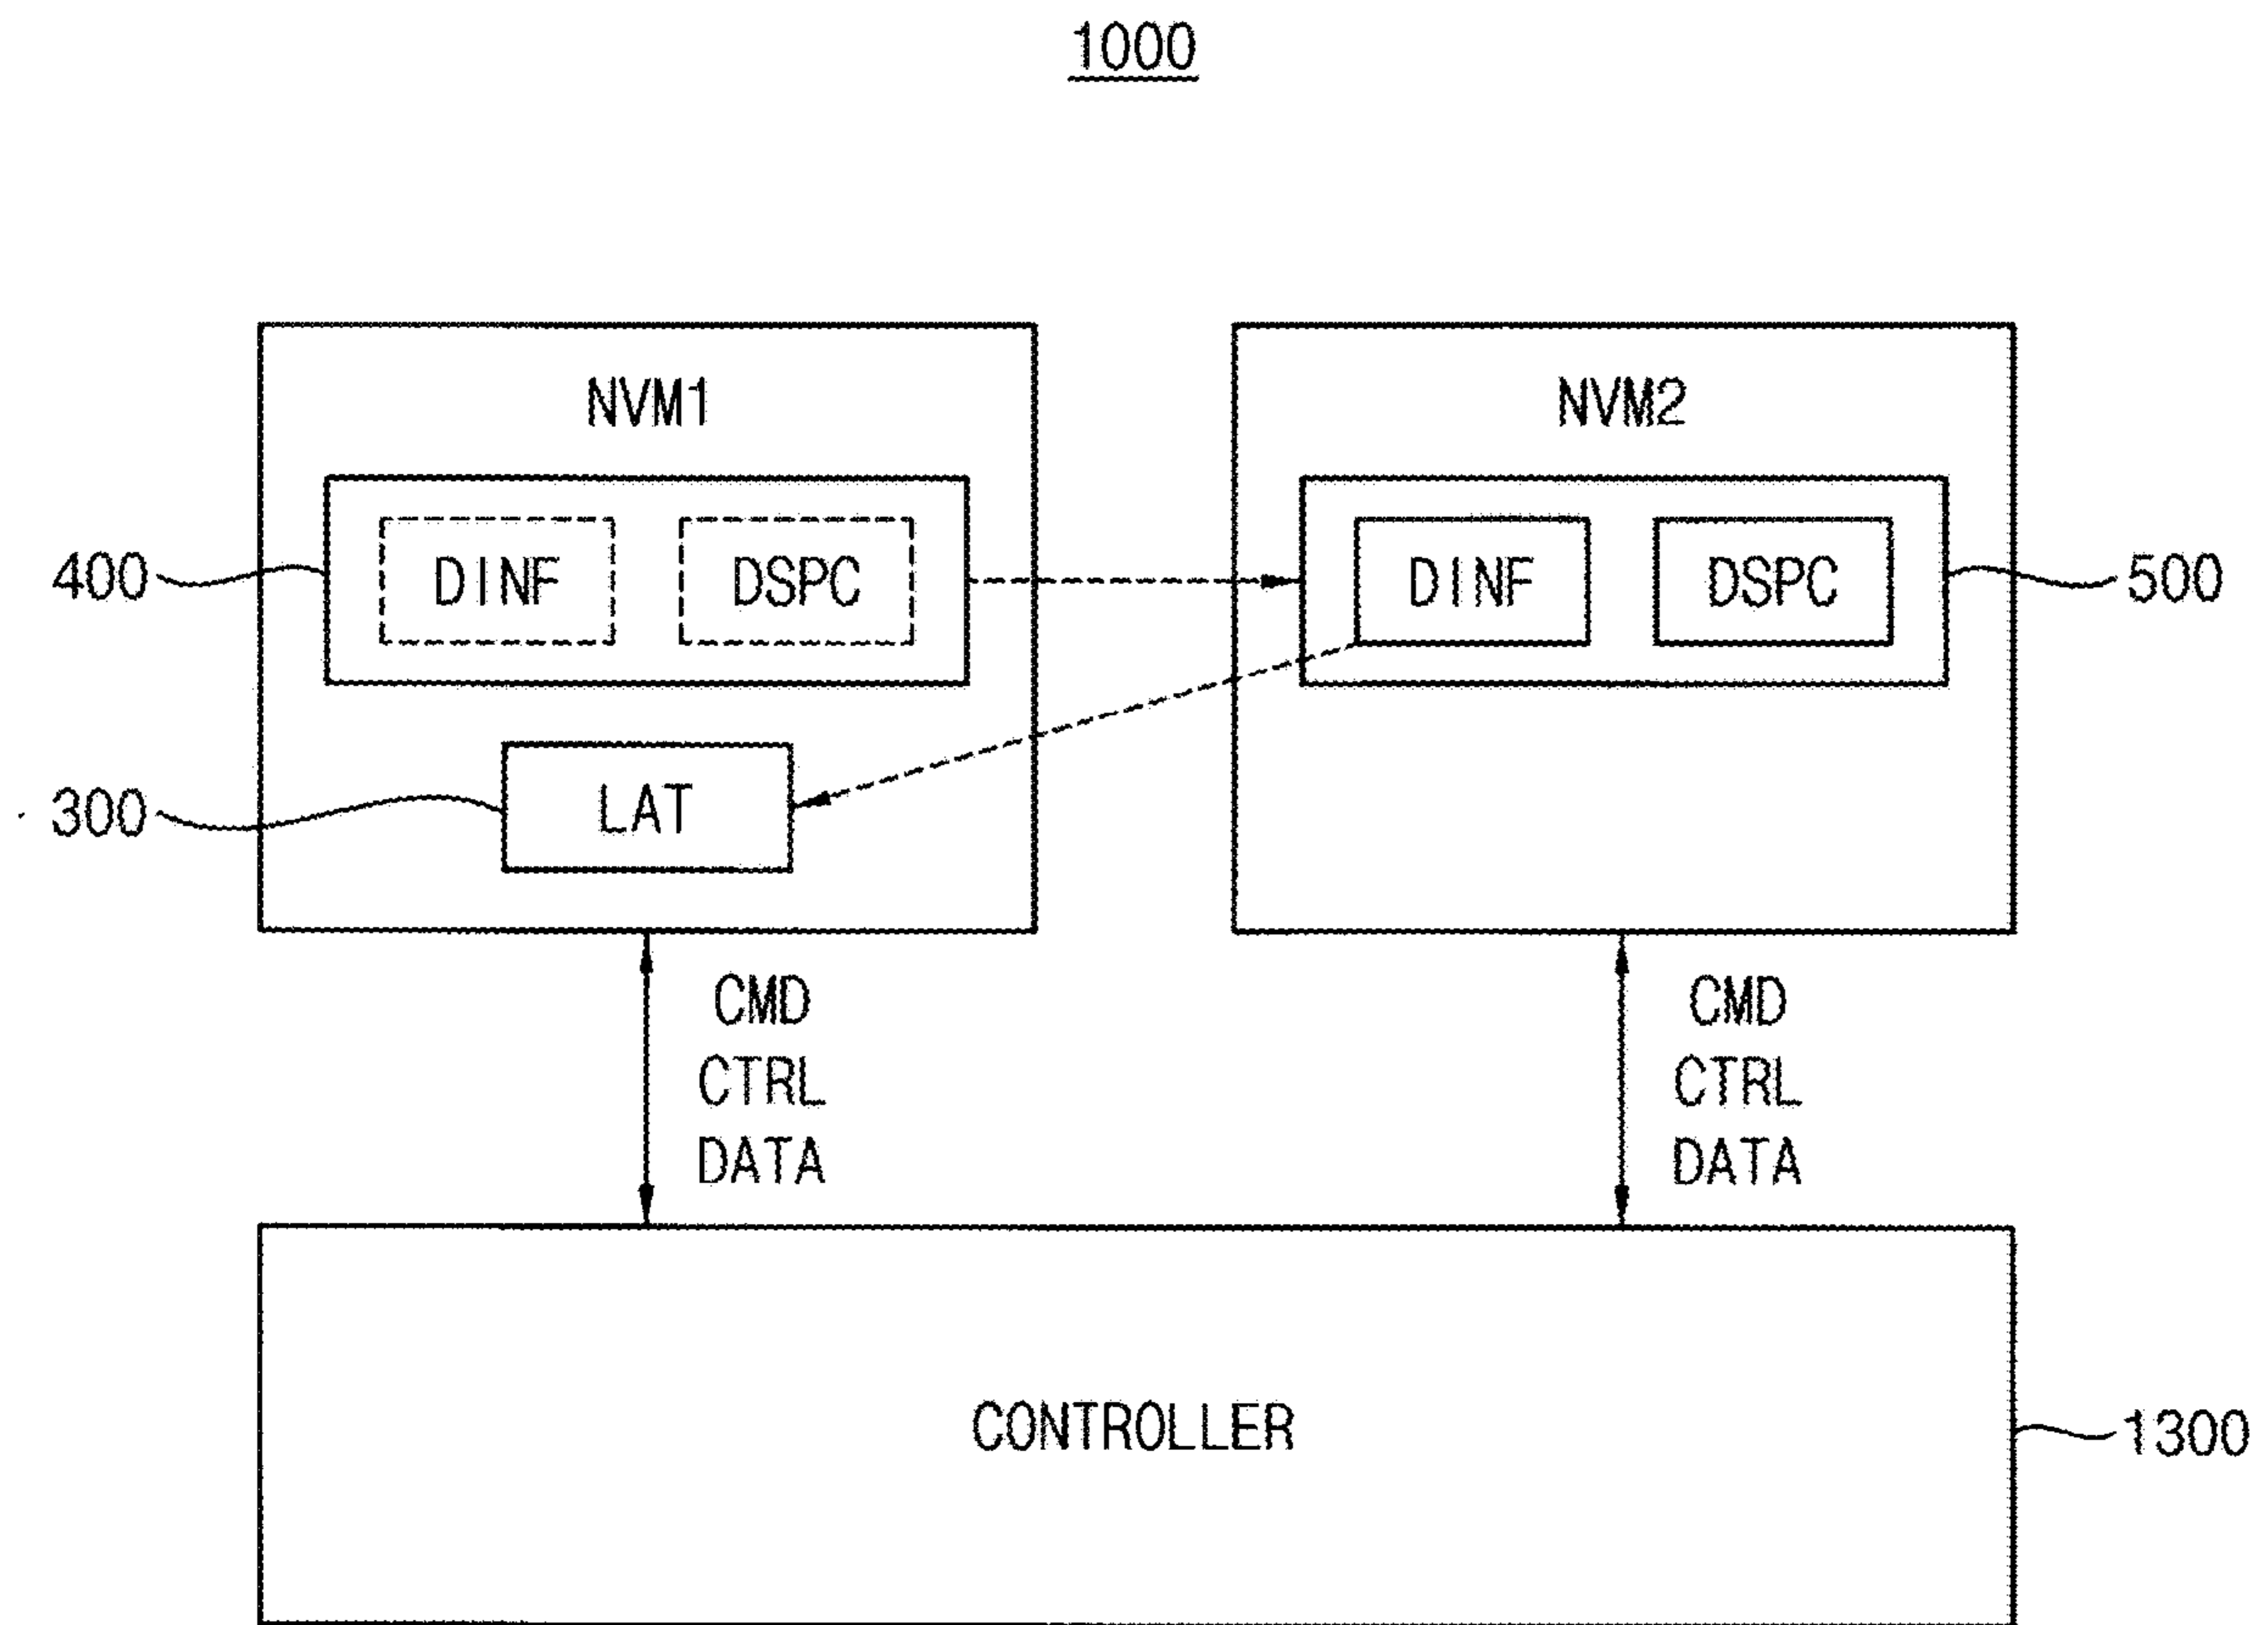 1000
NVM1
NVM2
400
DINF
DSPC
DINF
DSPC
500
300
LAT
CMD
CTRL
DATA
CMD
CTRL
DATA
CONTROLLER
1300